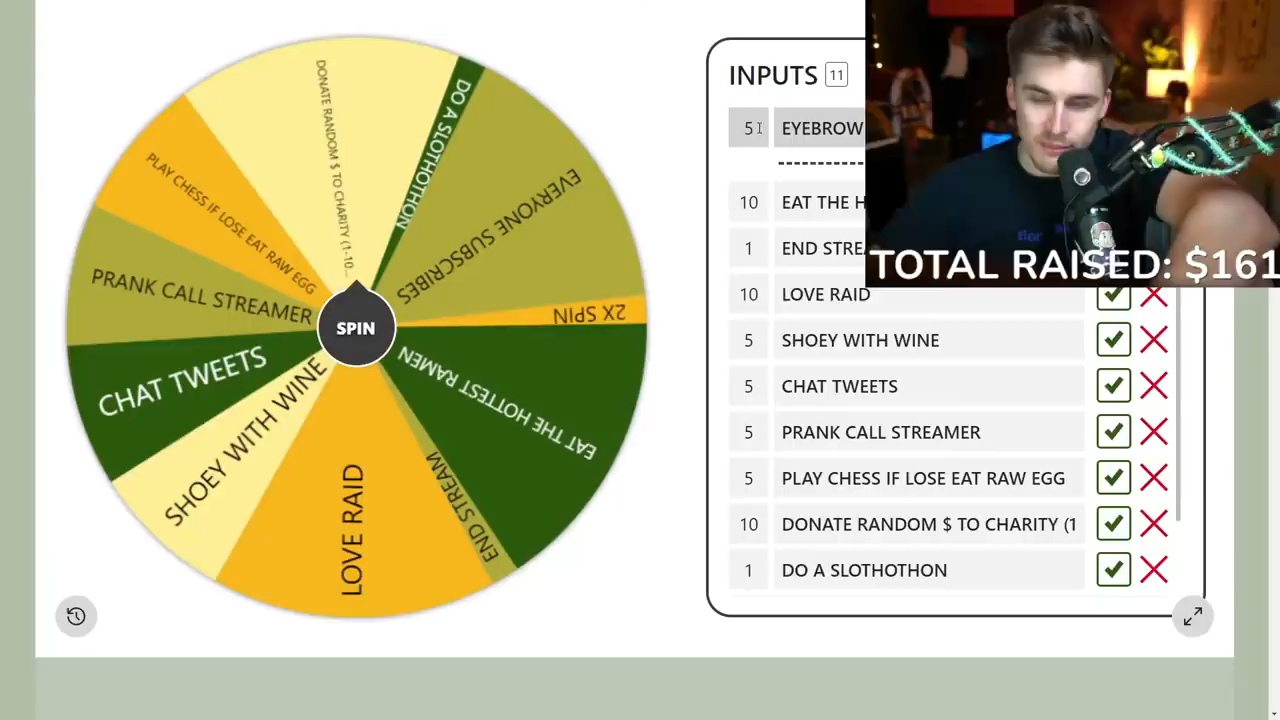 DONATE RANDOM $ TO CHARITY (1-10...
DO A SLOTHOTHON
EVERYONE SUBSCRIBES
2X SPIN
EAT THE HOTTEST RAMEN
END STREAM
LOVE RAID
SHOEY WITH WINE
CHAT TWEETS
PRANK CALL STREAMER
PLAY CHESS IF LOSE EAT RAW EGG
SPIN
INPUTS 11
5 EYEBROW
10 EAT THE H
1 END STREA
10 LOVE RAID
5 SHOEY WITH WINE
5 CHAT TWEETS
5 PRANK CALL STREAMER
5 PLAY CHESS IF LOSE EAT RAW EGG
10 DONATE RANDOM $ TO CHARITY (1
1 DO A SLOTHOTHON
TOTAL RAISED: $161